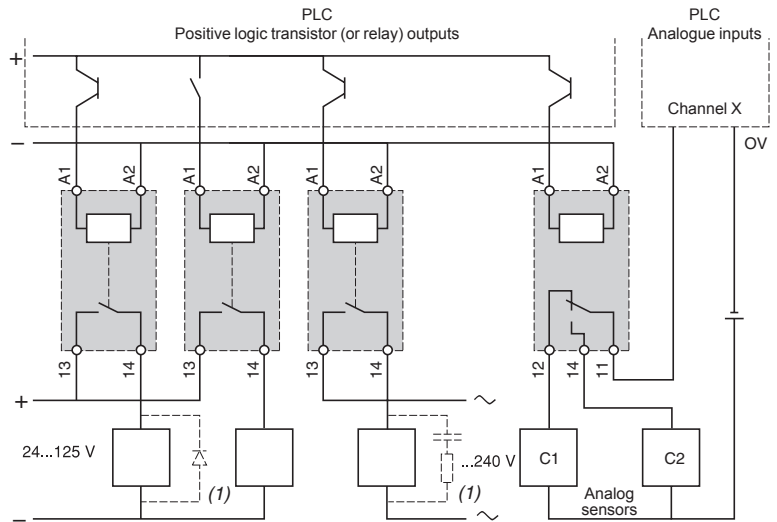 PLC
Positive logic transistor (or relay) outputs
PLC
Analogue inputs
+
Channel X
–
OV
A1 A2 A1 A2 A1 A2 A1 A2
13 14 13 14 13 14 12 14 11
+ ~
24...125 V
(1)
...240 V
(1)
C1 C2
Analog
sensors
– ~